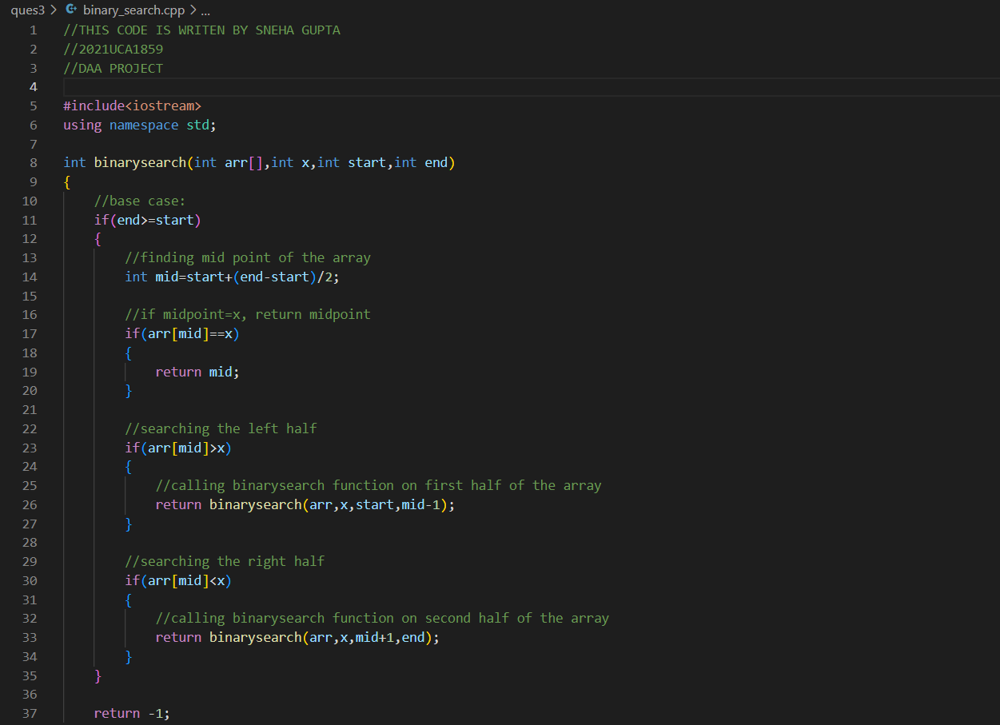 ques3 > binary_search.cpp > ...
1 //THIS CODE IS WRITEN BY SNEHA GUPTA
2 //2021UCA1859
3 //DAA PROJECT
4
5 #include<iostream>
6 using namespace std;
7
8 int binarysearch(int arr[],int x,int start,int end)
9 {
10     //base case:
11     if(end>=start)
12     {
13         //finding mid point of the array
14         int mid=start+(end-start)/2;
15
16         //if midpoint=x, return midpoint
17         if(arr[mid]==x)
18         {
19             return mid;
20         }
21
22         //searching the left half
23         if(arr[mid]>x)
24         {
25             //calling binarysearch function on first half of the array
26             return binarysearch(arr,x,start,mid-1);
27         }
28
29         //searching the right half
30         if(arr[mid]<x)
31         {
32             //calling binarysearch function on second half of the array
33             return binarysearch(arr,x,mid+1,end);
34         }
35     }
36
37     return -1;